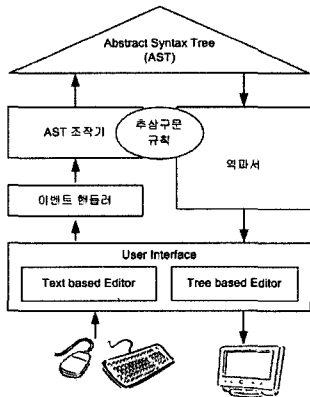 Abstract Syntax Tree
(AST)
AST 조작기
추삼구문
규칙
역파서
이벤트 핸들러
User Interface
Text based Editor
Tree based Editor